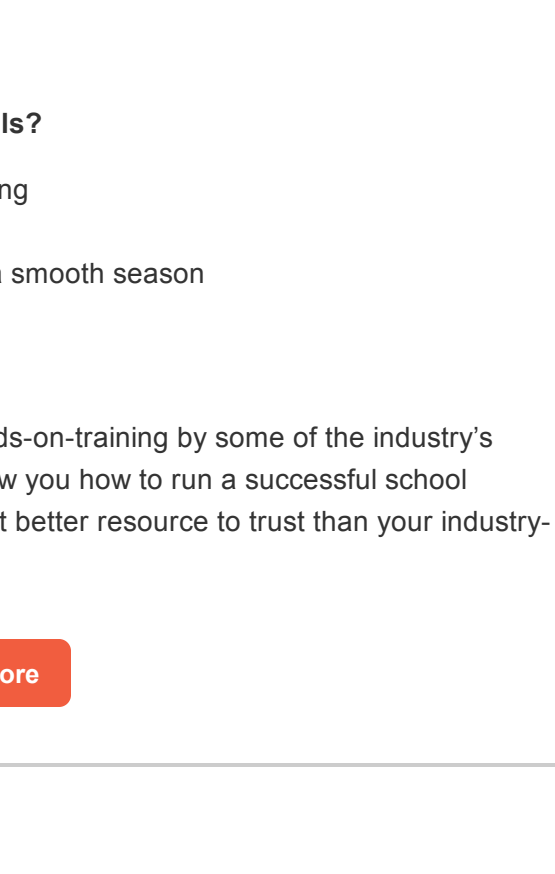 ls?
ng
a smooth season
ds-on-training by some of the industry's
w you how to run a successful school
t better resource to trust than your industry-
ore